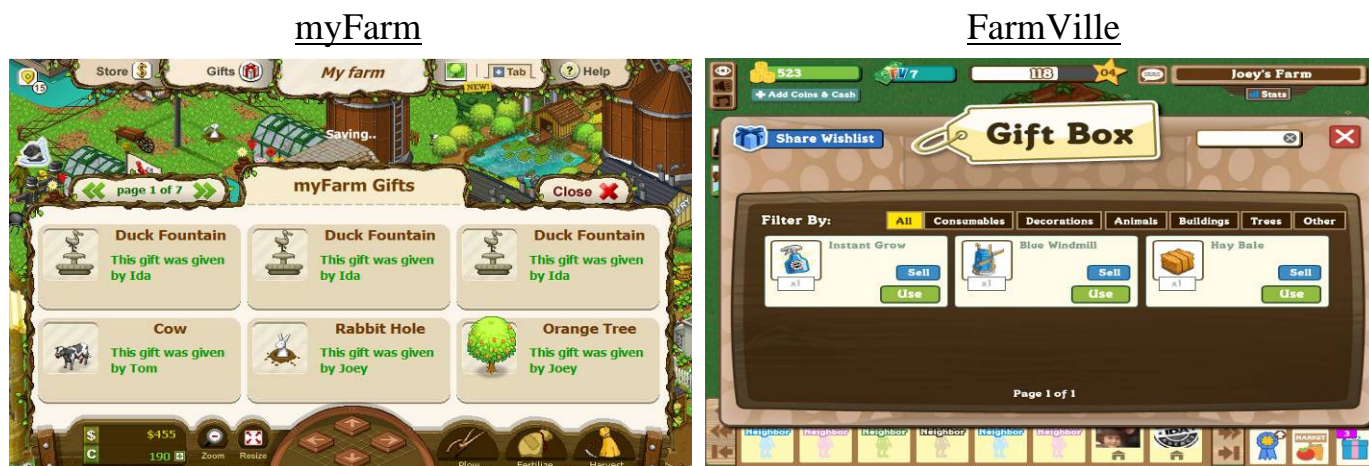 myFarm
FarmVille
15
Store $
Gifts
My farm
NEW!
Tab
? Help
Saving..
page 1 of 7
myFarm Gifts
Close
Duck Fountain
This gift was given
by Ida
Duck Fountain
This gift was given
by Ida
Duck Fountain
This gift was given
by Ida
Cow
This gift was given
by Tom
Rabbit Hole
This gift was given
by Joey
Orange Tree
This gift was given
by Joey
$ $455
C 190
Zoom
Resize
Plow
Fertilize
Harvest
523
7
118
04
Joey's Farm
+ Add Coins & Cash
Stats
Share Wishlist
Gift Box
Filter By:
All
Consumables
Decorations
Animals
Buildings
Trees
Other
Instant Grow
x1
Sell
Use
Blue Windmill
x1
Sell
Use
Hay Bale
x1
Sell
Use
Page 1 of 1
Neighbor
Neighbor
Neighbor
Neighbor
Neighbor
Neighbor
MARKET
3